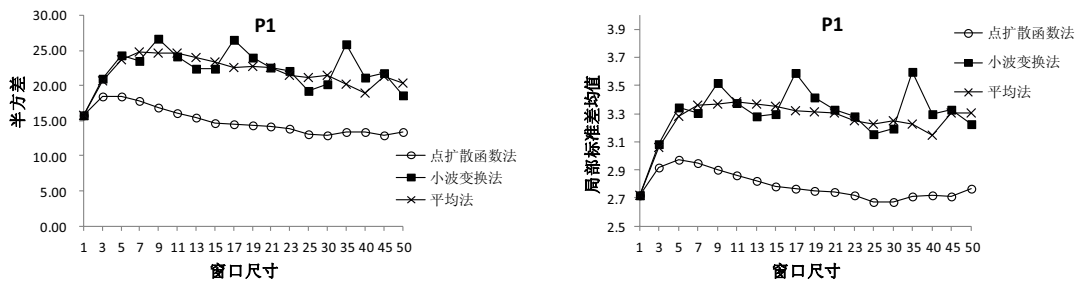 P1
30.00
25.00
20.00
15.00
10.00
5.00
0.00
半方差
点扩散函数法
小波变换法
平均法
1 3 5 7 9 11 13 15 17 19 21 23 25 30 35 40 45 50
窗口尺寸
P1
3.9
3.7
3.5
3.3
3.1
2.9
2.7
2.5
局部标准差均值
点扩散函数法
小波变换法
平均法
1 3 5 7 9 11 13 15 17 19 21 23 25 30 35 40 45 50
窗口尺寸